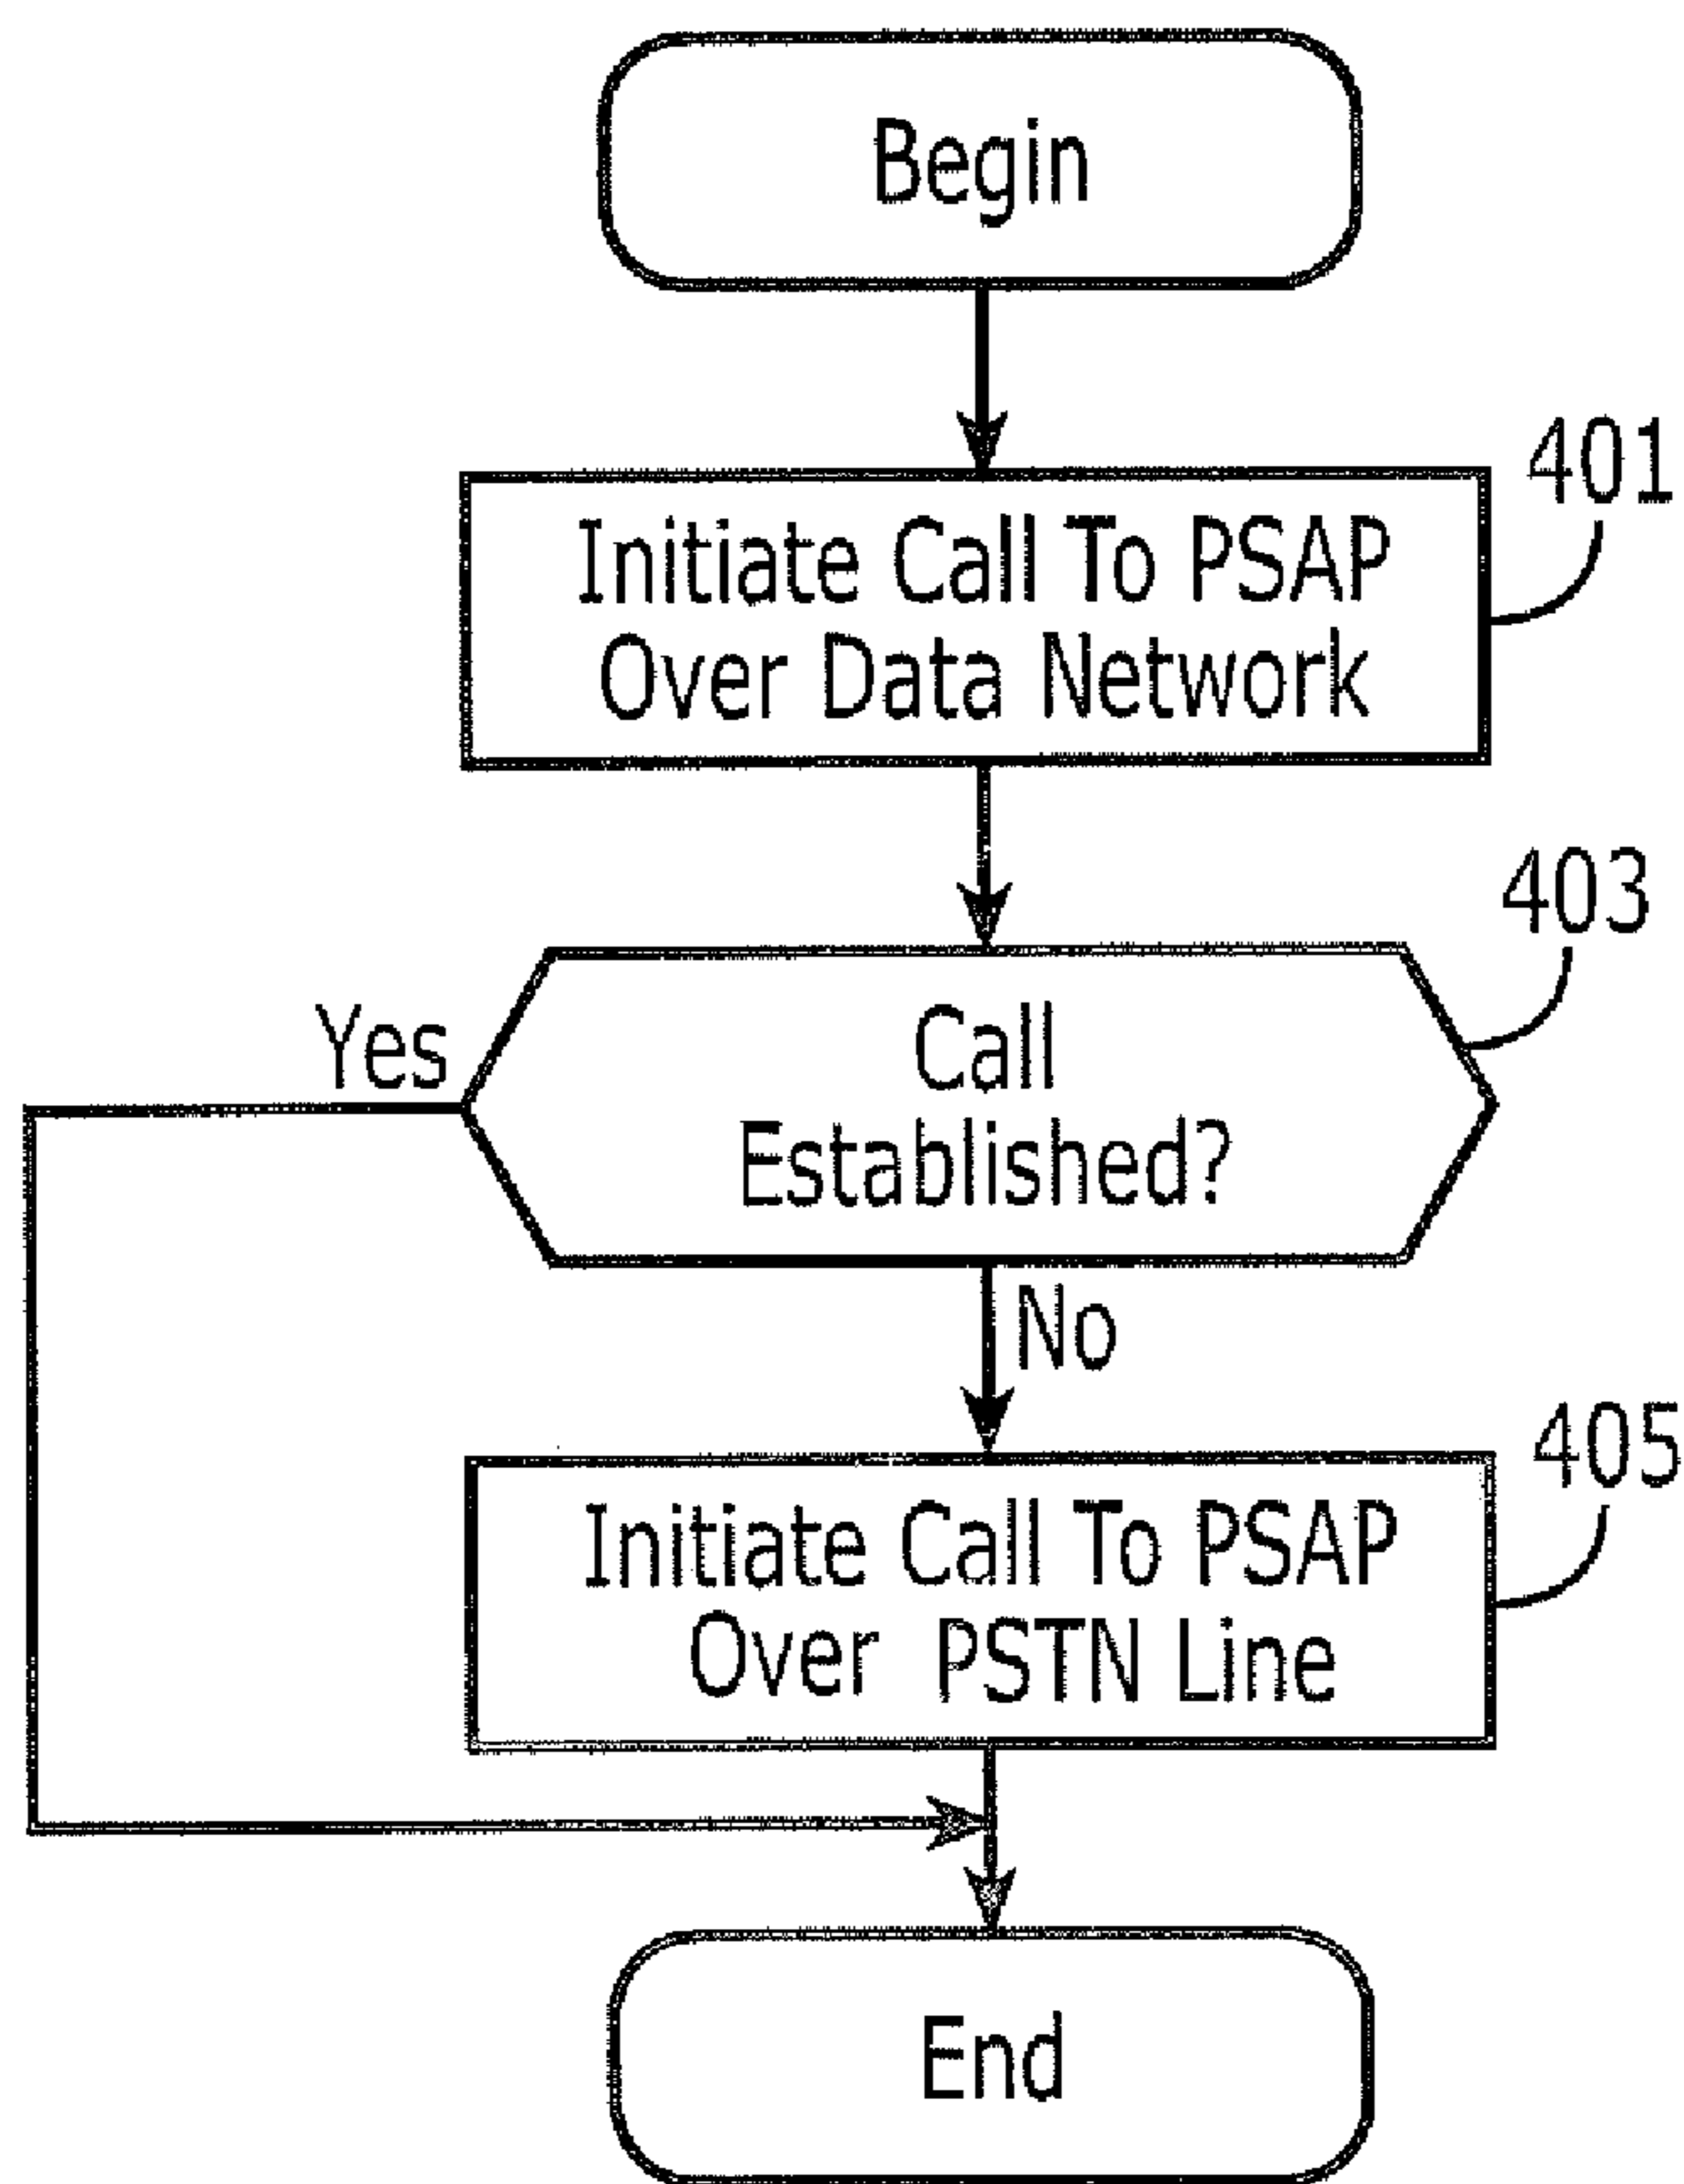 Begin
401
Initiate Call To PSAP
Over Data Network
403
Yes
Call
Established?
No
405
Initiate Call To PSAP
Over PSTN Line
End